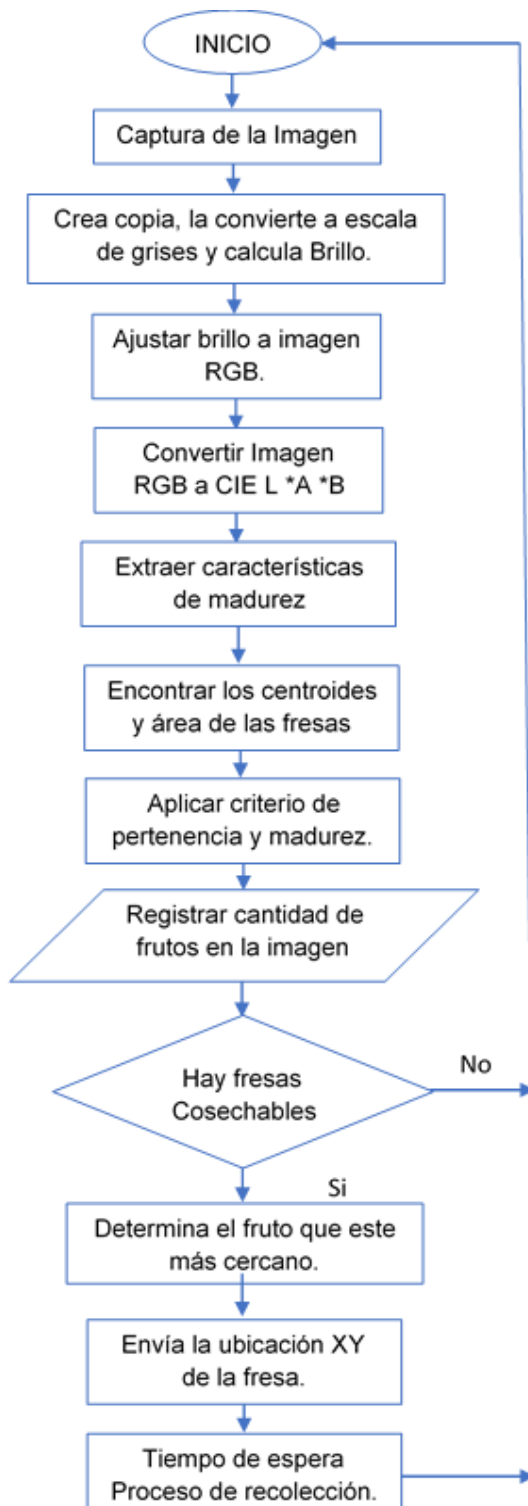 INICIO
Captura de la Imagen
Crea copia, la convierte a escala
de grises y calcula Brillo.
Ajustar brillo a imagen
RGB.
Convertir Imagen
RGB a CIE L *A *B
Extraer características
de madurez
Encontrar los centroides
y área de las fresas
Aplicar criterio de
pertenencia y madurez.
Registrar cantidad de
frutos en la imagen
Hay fresas
Cosechables
No
Si
Determina el fruto que este
más cercano.
Envía la ubicación XY
de la fresa.
Tiempo de espera
Proceso de recolección.